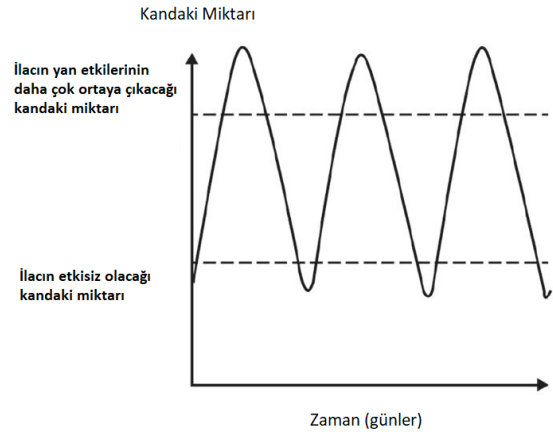 Kandaki Miktarı
İlacın yan etkilerinin
daha çok ortaya çıkacağı
kandaki miktarı
İlacın etkisiz olacağı
kandaki miktarı
Zaman (günler)